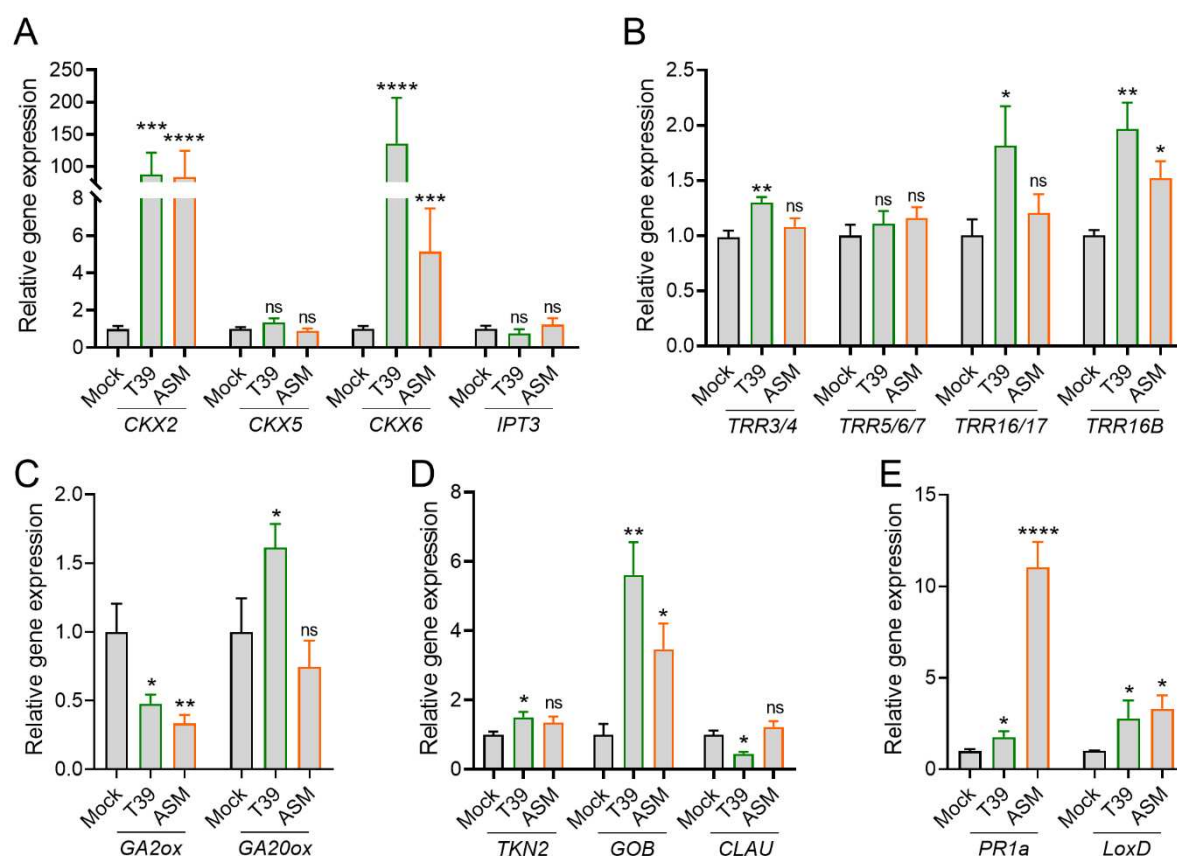 A
Relative gene expression
250
200
150
100
8
6
4
2
0
*** **** ns ns **** *** ns ns
Mock T39 ASM Mock T39 ASM Mock T39 ASM Mock T39 ASM
CKX2 CKX5 CKX6 IPT3
B
Relative gene expression
2.5
2.0
1.5
1.0
0.5
0.0
** ns ns ns * ns ** *
Mock T39 ASM Mock T39 ASM Mock T39 ASM Mock T39 ASM
TRR3/4 TRR5/6/7 TRR16/17 TRR16B
C
Relative gene expression
2.0
1.5
1.0
0.5
0.0
* ** * ns
Mock T39 ASM Mock T39 ASM
GA2ox GA20ox
D
Relative gene expression
8
6
4
2
0
* ns ** * * ns
Mock T39 ASM Mock T39 ASM Mock T39 ASM
TKN2 GOB CLAU
E
Relative gene expression
15
10
5
0
* **** * *
Mock T39 ASM Mock T39 ASM
PR1a LoxD